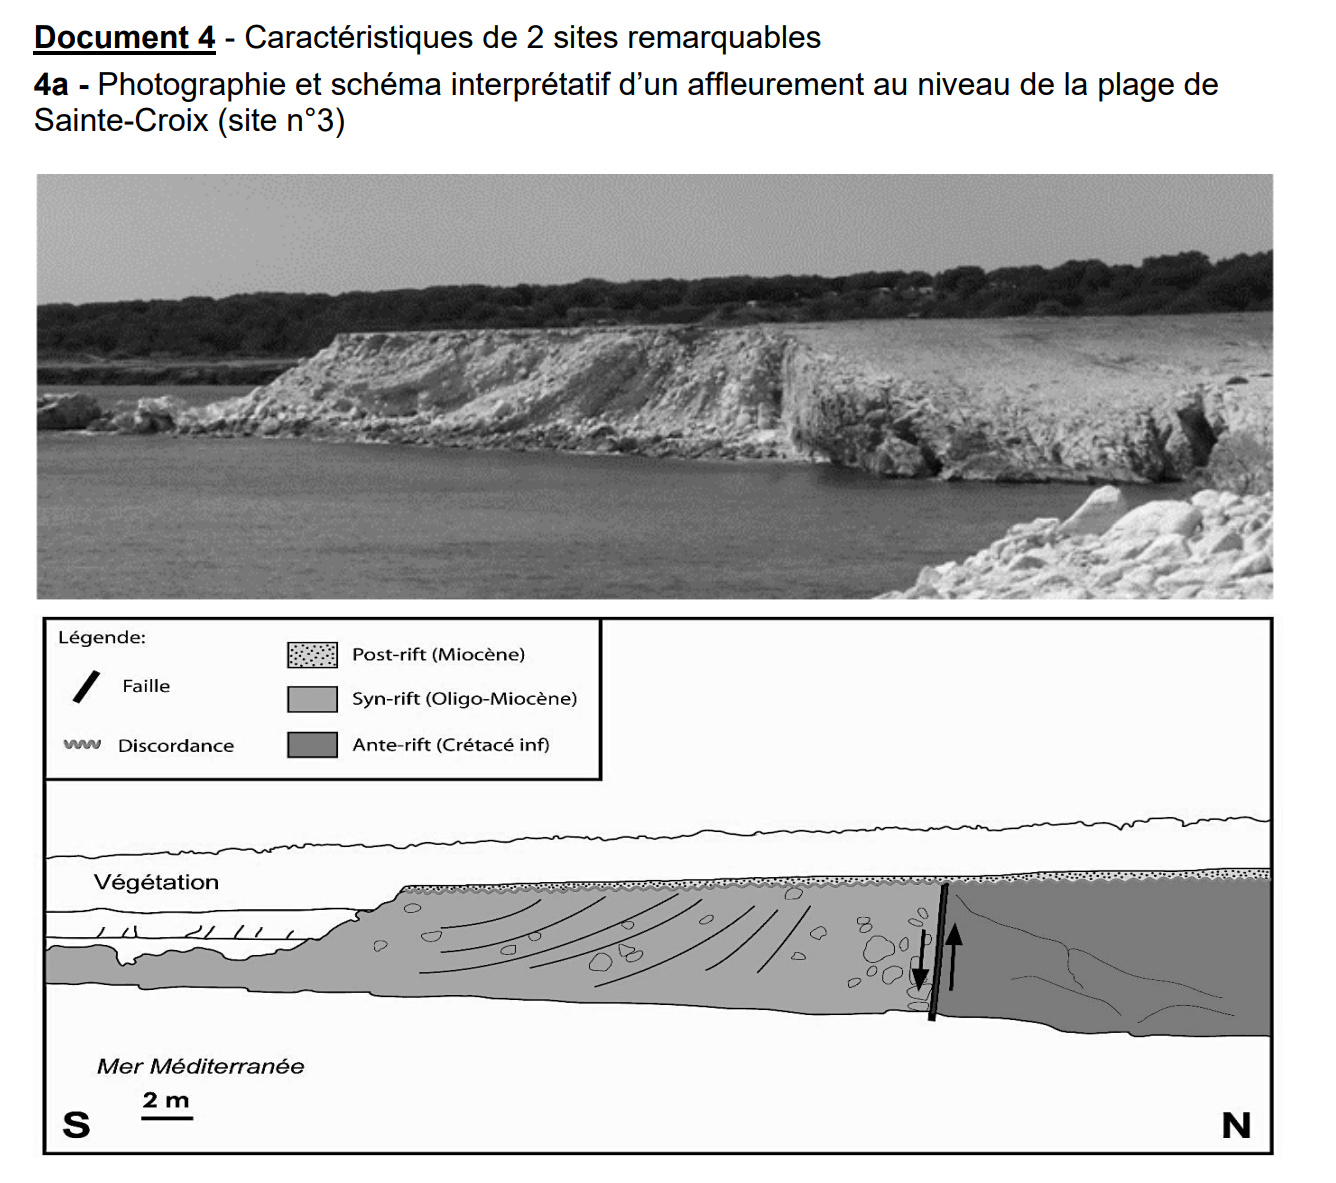 Document 4 - Caractéristiques de 2 sites remarquables
4a - Photographie et schéma interprétatif d’un affleurement au niveau de la plage de
Sainte-Croix (site n°3)
Légende:
Faille
Discordance
Post-rift (Miocène)
Syn-rift (Oligo-Miocène)
Ante-rift (Crétacé inf)
Végétation
Mer Méditerranée
2 m
S
N